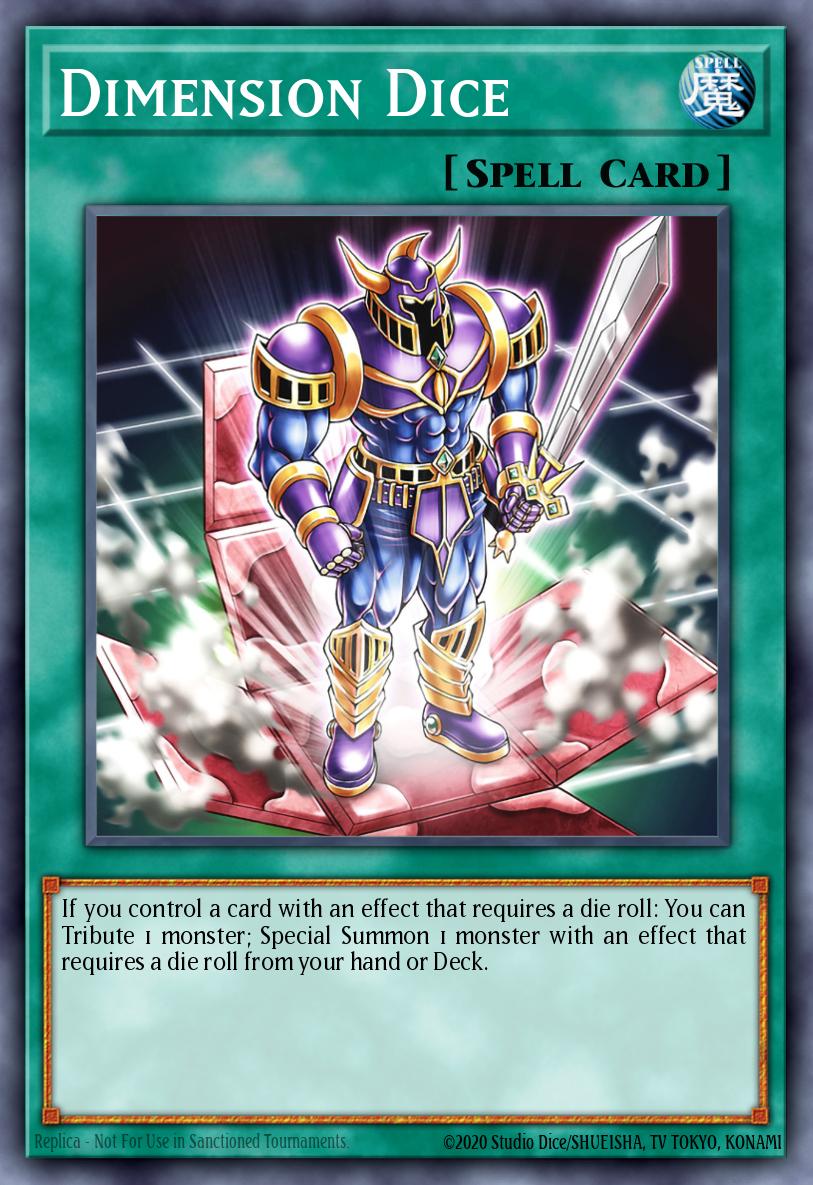 Dimension Dice
SPELL
魔
[ Spell Card ]
If you control a card with an effect that requires a die roll: You can
Tribute 1 monster; Special Summon 1 monster with an effect that
requires a die roll from your hand or Deck.
Replica - Not For Use in Sanctioned Tournaments.
©2020 Studio Dice/SHUEISHA, TV TOKYO, KONAMI